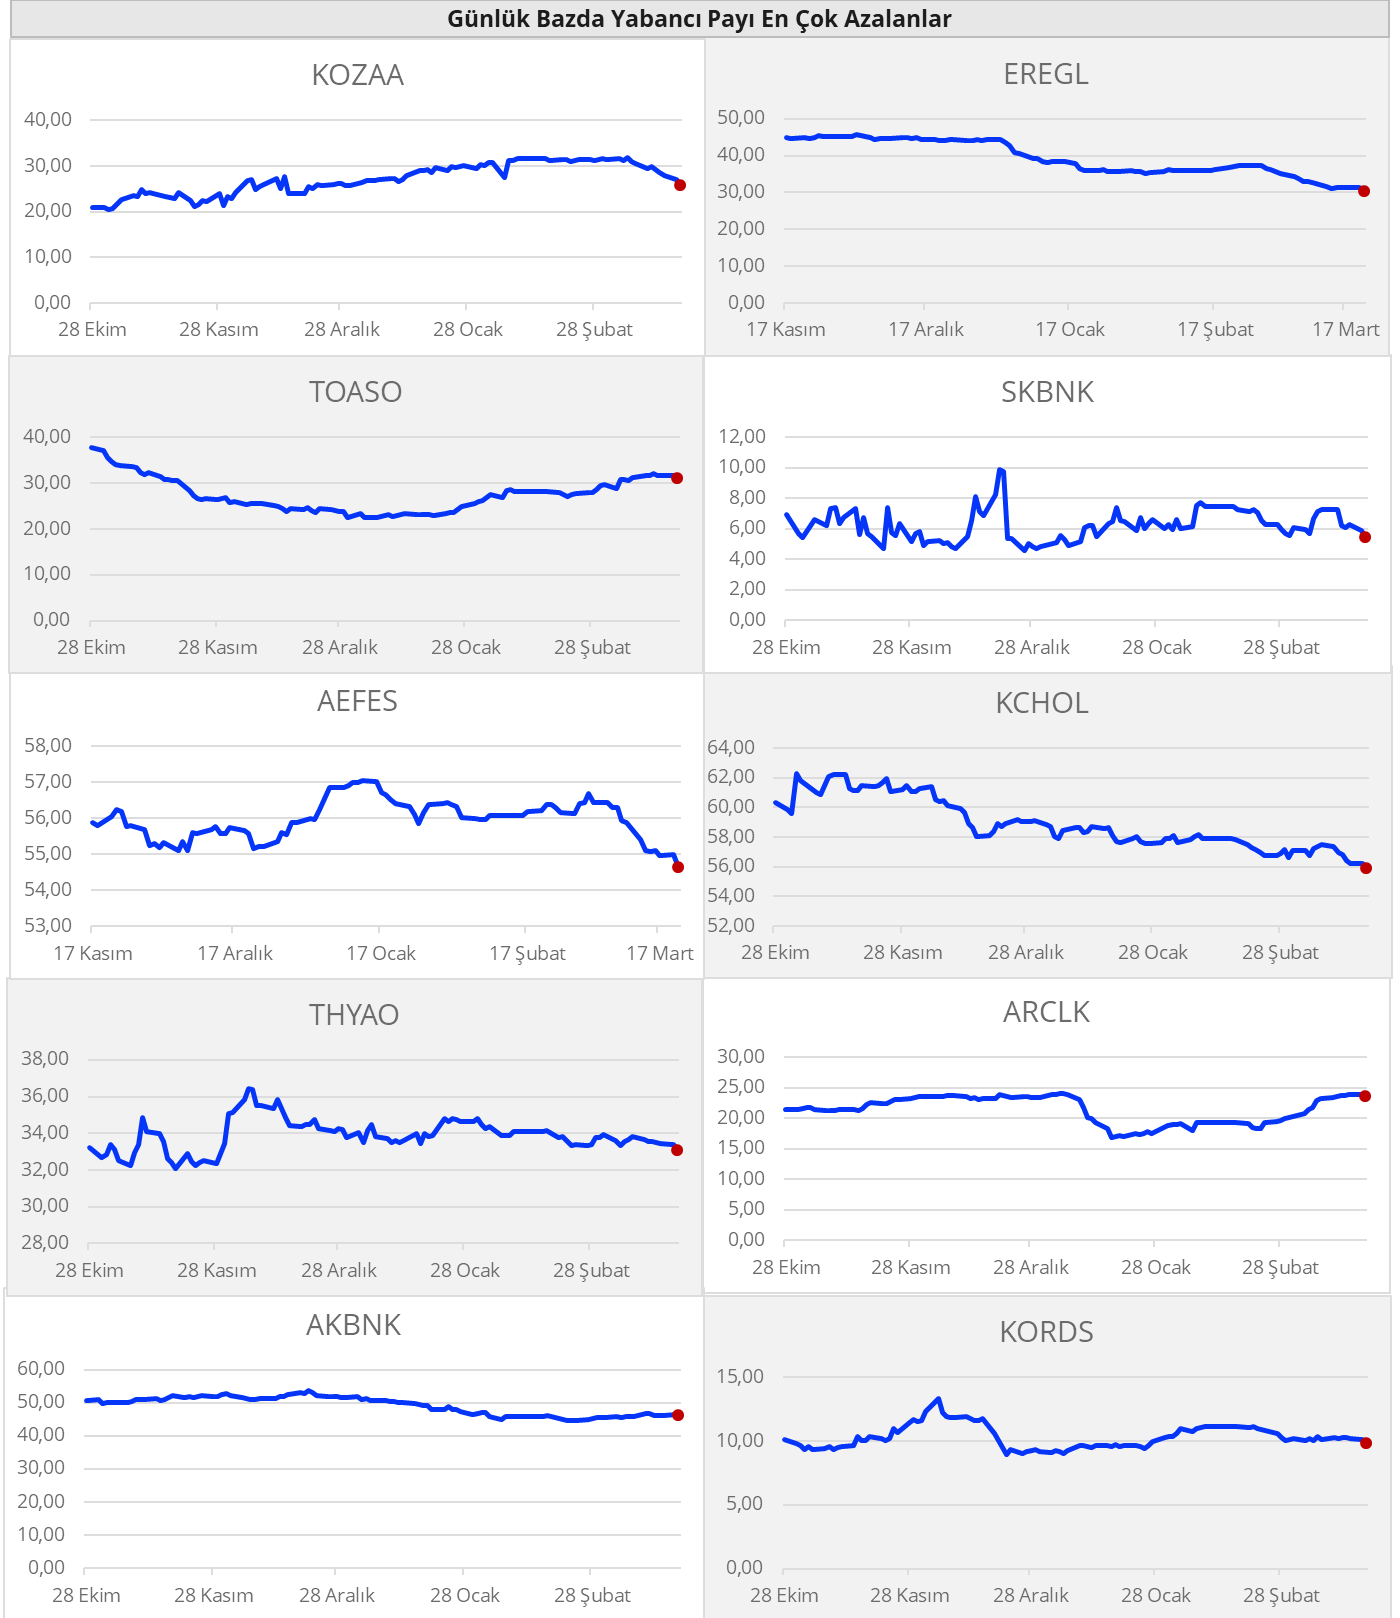 Günlük Bazda Yabancı Payı En Çok Azalanlar
KOZAA
40,00
30,00
20,00
10,00
0,00
28 Ekim 28 Kasım 28 Aralık 28 Ocak 28 Şubat
EREGL
50,00
40,00
30,00
20,00
10,00
0,00
17 Kasım 17 Aralık 17 Ocak 17 Şubat 17 Mart
TOASO
40,00
30,00
20,00
10,00
0,00
28 Ekim 28 Kasım 28 Aralık 28 Ocak 28 Şubat
SKBNK
12,00
10,00
8,00
6,00
4,00
2,00
0,00
28 Ekim 28 Kasım 28 Aralık 28 Ocak 28 Şubat
AEFES
58,00
57,00
56,00
55,00
54,00
53,00
17 Kasım 17 Aralık 17 Ocak 17 Şubat 17 Mart
KCHOL
64,00
62,00
60,00
58,00
56,00
54,00
52,00
28 Ekim 28 Kasım 28 Aralık 28 Ocak 28 Şubat
THYAO
38,00
36,00
34,00
32,00
30,00
28,00
28 Ekim 28 Kasım 28 Aralık 28 Ocak 28 Şubat
ARCLK
30,00
25,00
20,00
15,00
10,00
5,00
0,00
28 Ekim 28 Kasım 28 Aralık 28 Ocak 28 Şubat
AKBNK
60,00
50,00
40,00
30,00
20,00
10,00
0,00
28 Ekim 28 Kasım 28 Aralık 28 Ocak 28 Şubat
KORDS
15,00
10,00
5,00
0,00
28 Ekim 28 Kasım 28 Aralık 28 Ocak 28 Şubat